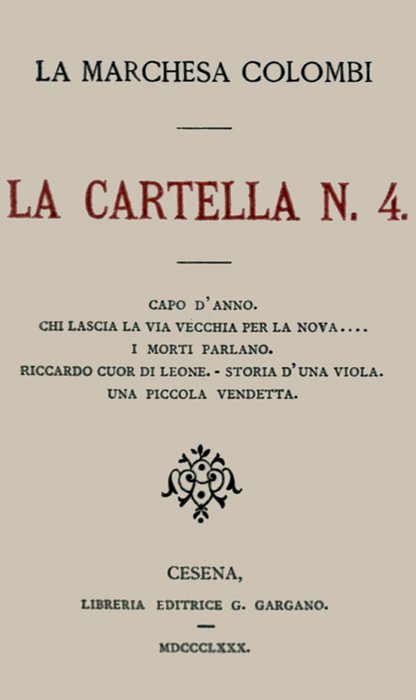 LA MARCHESA COLOMBI
LA CARTELLA N. 4.
CAPO D'ANNO.
CHI LASCIA LA VIA VECCHIA PER LA NOVA....
I MORTI PARLANO.
RICCARDO CUOR DI LEONE. - STORIA D'UNA VIOLA.
UNA PICCOLA VENDETTA.
CESENA,
LIBRERIA EDITRICE G. GARGANO.
MDCCCLXXX.